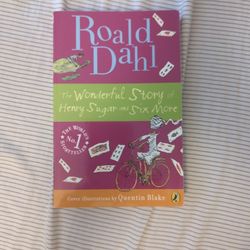 Roald
Dahl
The Wonderful Story of
Henry Sugar and Six More
THE WORLD'S
No.1
STORYTELLER
Cover illustrations by Quentin Blake